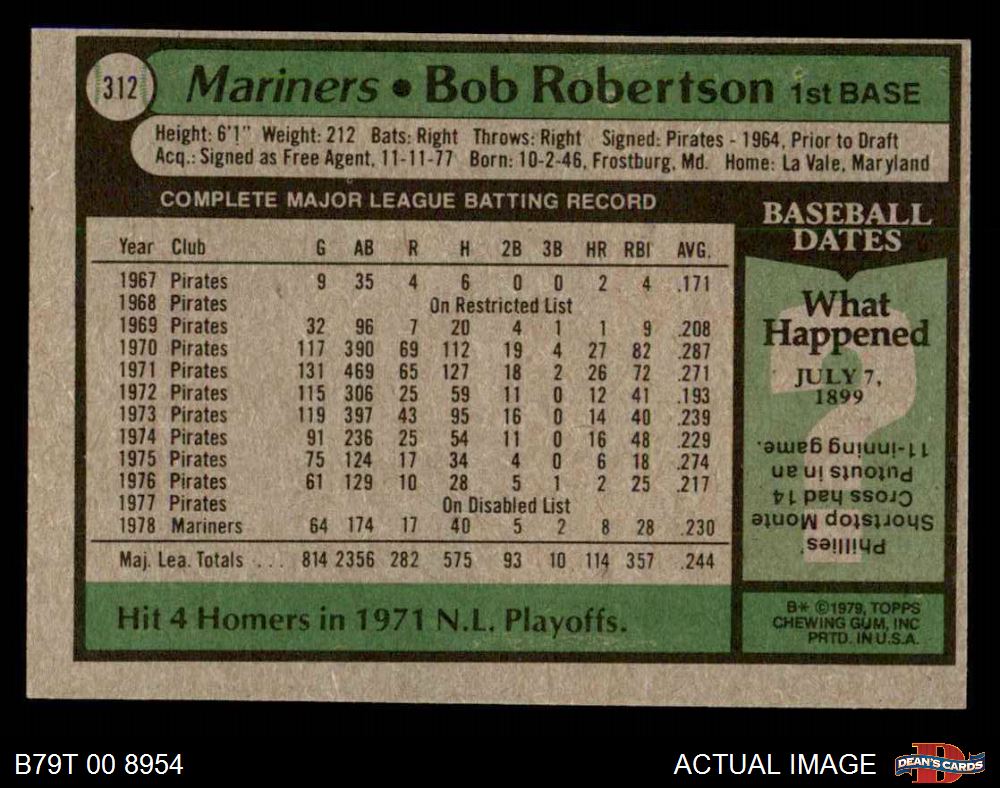 312
Mariners • Bob Robertson 1st BASE
Height: 6'1" Weight: 212 Bats: Right Throws: Right Signed: Pirates - 1964, Prior to Draft
Acq.: Signed as Free Agent, 11-11-77 Born: 10-2-46, Frostburg, Md. Home: La Vale, Maryland
COMPLETE MAJOR LEAGUE BATTING RECORD
Year Club G AB R H 2B 3B HR RBI AVG.
1967 Pirates 9 35 4 6 0 0 2 4 .171
1968 Pirates On Restricted List
1969 Pirates 32 96 7 20 4 1 1 9 .208
1970 Pirates 117 390 69 112 19 4 27 82 .287
1971 Pirates 131 469 65 127 18 2 26 72 .271
1972 Pirates 115 306 25 59 11 0 12 41 .193
1973 Pirates 119 397 43 95 16 0 14 40 .239
1974 Pirates 91 236 25 54 11 0 16 48 .229
1975 Pirates 75 124 17 34 4 0 6 18 .274
1976 Pirates 61 129 10 28 5 1 2 25 .217
1977 Pirates On Disabled List
1978 Mariners 64 174 17 40 5 2 8 28 .230
Maj. Lea. Totals . . . 814 2356 282 575 93 10 114 357 .244
Hit 4 Homers in 1971 N.L. Playoffs.
BASEBALL
DATES
What
Happened
JULY 7,
1899
?
Phillies'
Shortstop Monte
Cross had 14
Putouts in an
11-inning game.
B* ©1979, TOPPS
CHEWING GUM, INC
PRTD. IN U.S.A.
B79T 00 8954
ACTUAL IMAGE
DEAN'S CARDS